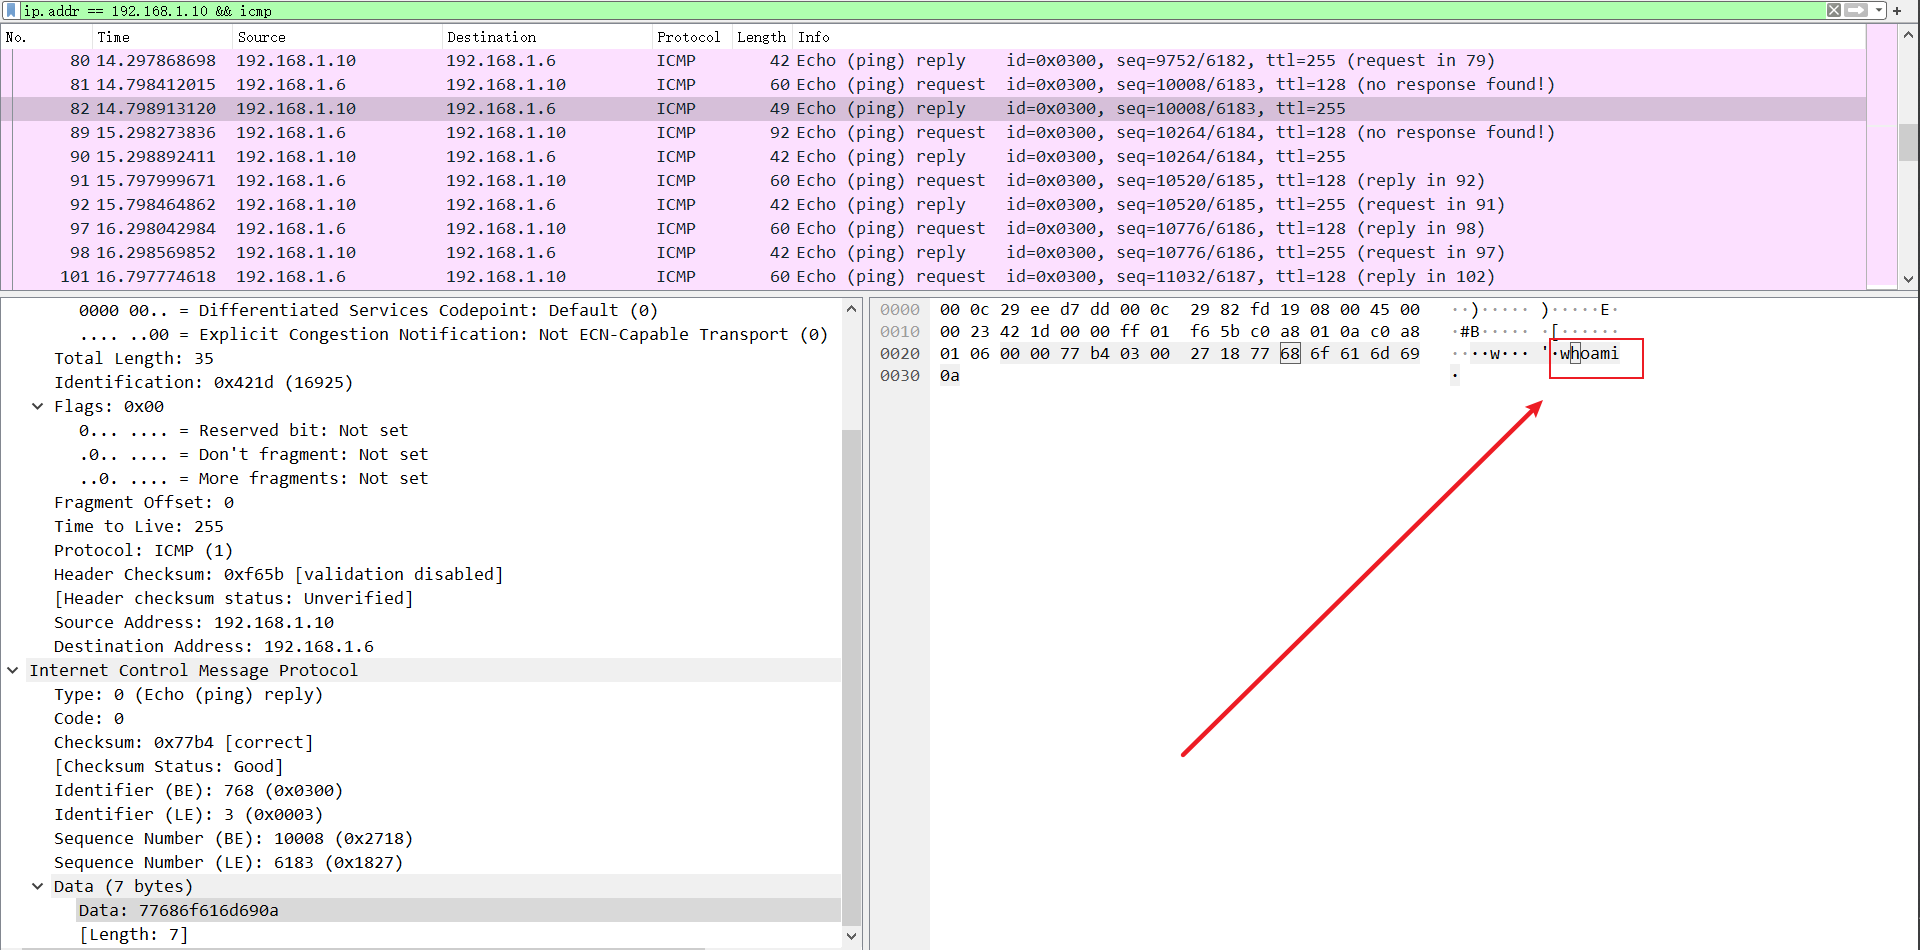 ip.addr == 192.168.1.10 && icmp
No. Time Source Destination Protocol Length Info
80 14.297868698 192.168.1.10 192.168.1.6 ICMP 42 Echo (ping) reply id=0x0300, seq=9752/6182, ttl=255 (request in 79)
81 14.798412015 192.168.1.6 192.168.1.10 ICMP 60 Echo (ping) request id=0x0300, seq=10008/6183, ttl=128 (no response found!)
82 14.798913120 192.168.1.10 192.168.1.6 ICMP 49 Echo (ping) reply id=0x0300, seq=10008/6183, ttl=255
89 15.298273836 192.168.1.6 192.168.1.10 ICMP 92 Echo (ping) request id=0x0300, seq=10264/6184, ttl=128 (no response found!)
90 15.298892411 192.168.1.10 192.168.1.6 ICMP 42 Echo (ping) reply id=0x0300, seq=10264/6184, ttl=255
91 15.797999671 192.168.1.6 192.168.1.10 ICMP 60 Echo (ping) request id=0x0300, seq=10520/6185, ttl=128 (reply in 92)
92 15.798464862 192.168.1.10 192.168.1.6 ICMP 42 Echo (ping) reply id=0x0300, seq=10520/6185, ttl=255 (request in 91)
97 16.298042984 192.168.1.6 192.168.1.10 ICMP 60 Echo (ping) request id=0x0300, seq=10776/6186, ttl=128 (reply in 98)
98 16.298569852 192.168.1.10 192.168.1.6 ICMP 42 Echo (ping) reply id=0x0300, seq=10776/6186, ttl=255 (request in 97)
101 16.797774618 192.168.1.6 192.168.1.10 ICMP 60 Echo (ping) request id=0x0300, seq=11032/6187, ttl=128 (reply in 102)
0000 00.. = Differentiated Services Codepoint: Default (0)
.... ..00 = Explicit Congestion Notification: Not ECN-Capable Transport (0)
Total Length: 35
Identification: 0x421d (16925)
Flags: 0x00
0... .... = Reserved bit: Not set
.0.. .... = Don't fragment: Not set
..0. .... = More fragments: Not set
Fragment Offset: 0
Time to Live: 255
Protocol: ICMP (1)
Header Checksum: 0xf65b [validation disabled]
[Header checksum status: Unverified]
Source Address: 192.168.1.10
Destination Address: 192.168.1.6
Internet Control Message Protocol
Type: 0 (Echo (ping) reply)
Code: 0
Checksum: 0x77b4 [correct]
[Checksum Status: Good]
Identifier (BE): 768 (0x0300)
Identifier (LE): 3 (0x0003)
Sequence Number (BE): 10008 (0x2718)
Sequence Number (LE): 6183 (0x1827)
Data (7 bytes)
Data: 77686f616d690a
[Length: 7]
0000 00 0c 29 ee d7 dd 00 0c 29 82 fd 19 08 00 45 00 ··)····· )·····E·
0010 00 23 42 1d 00 00 ff 01 f6 5b c0 a8 01 0a c0 a8 ·#B····· ·[······
0020 01 06 00 00 77 b4 03 00 27 18 77 68 6f 61 6d 69 ····w··· '·whoami
0030 0a ·